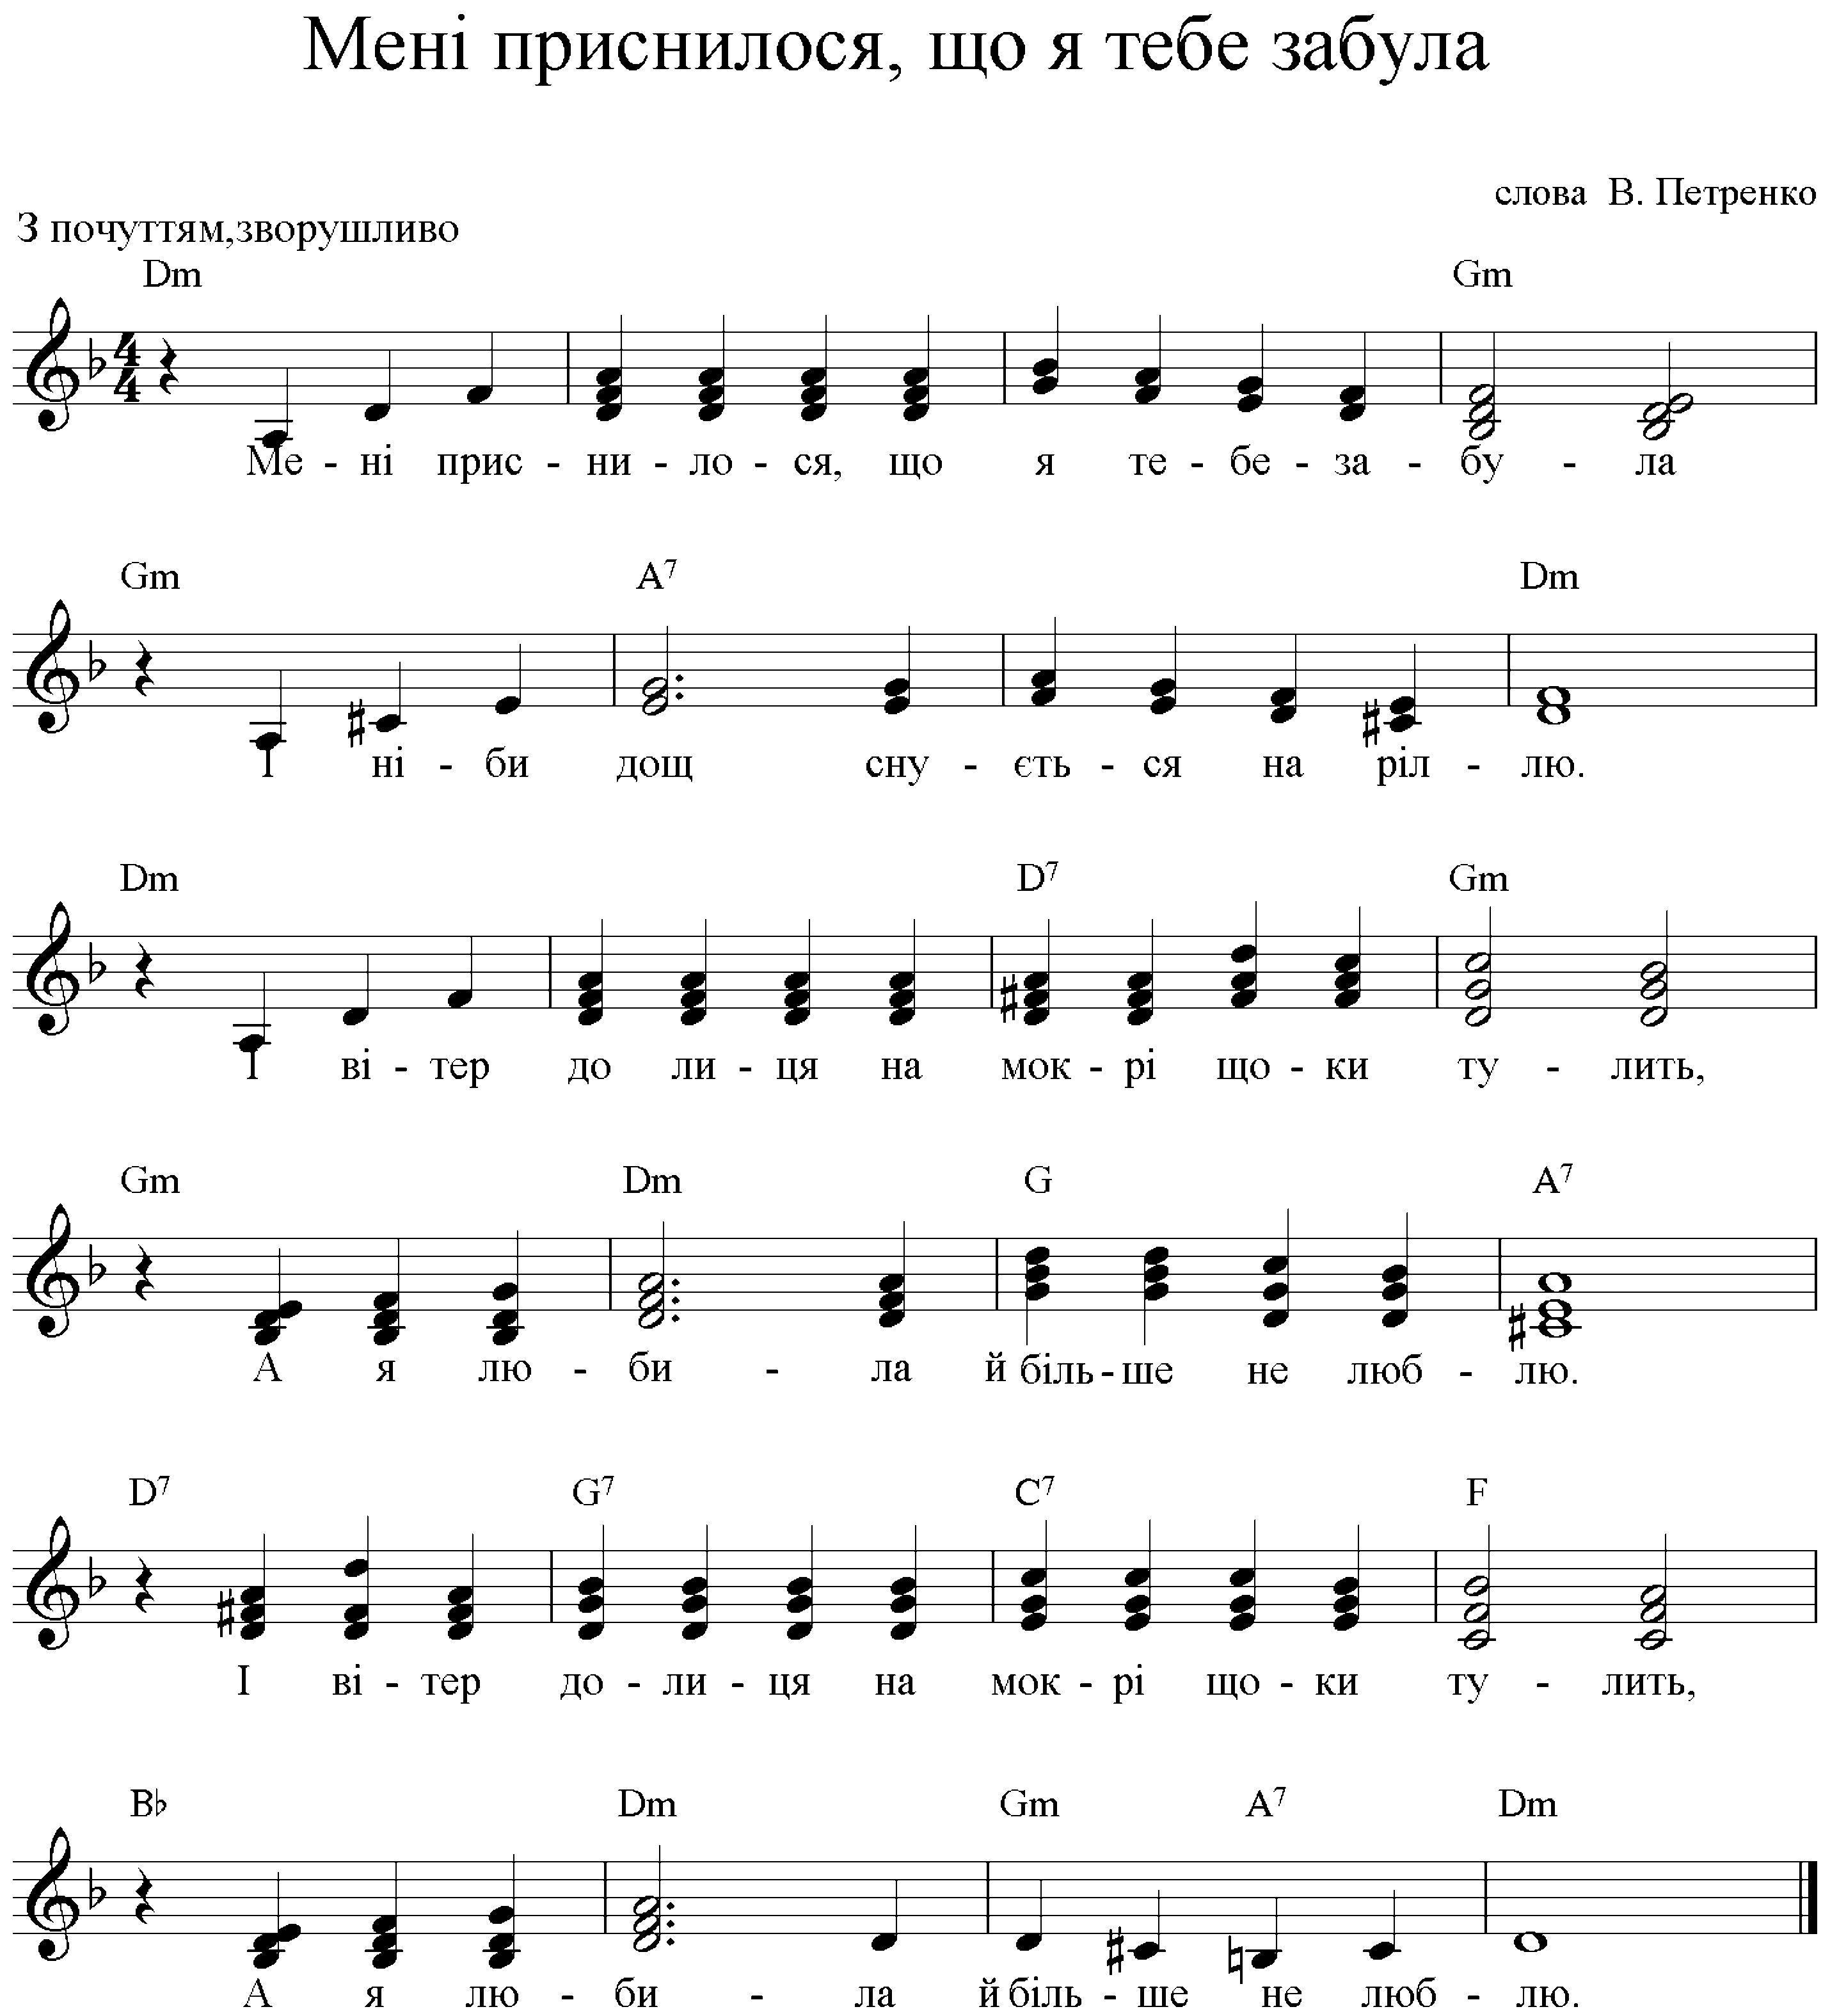 Мені приснилося, що я тебе забула
слова В. Петренко
З почуттям,зворушливо
Dm Gm
4
4
Ме - ні прис - ни - ло - ся, що я те - бе - за - бу - ла
Gm A7 Dm
І ні - би дощ сну - єть - ся на ріл - лю.
Dm D7 Gm
І ві - тер до ли - ця на мок - рі що - ки ту - лить,
Gm Dm G A7
А я лю - би - ла й біль - ше не люб - лю.
D7 G7 C7 F
І ві - тер до - ли - ця на мок - рі що - ки ту - лить,
B♭ Dm Gm A7 Dm
А я лю - би - ла й біль - ше не люб - лю.